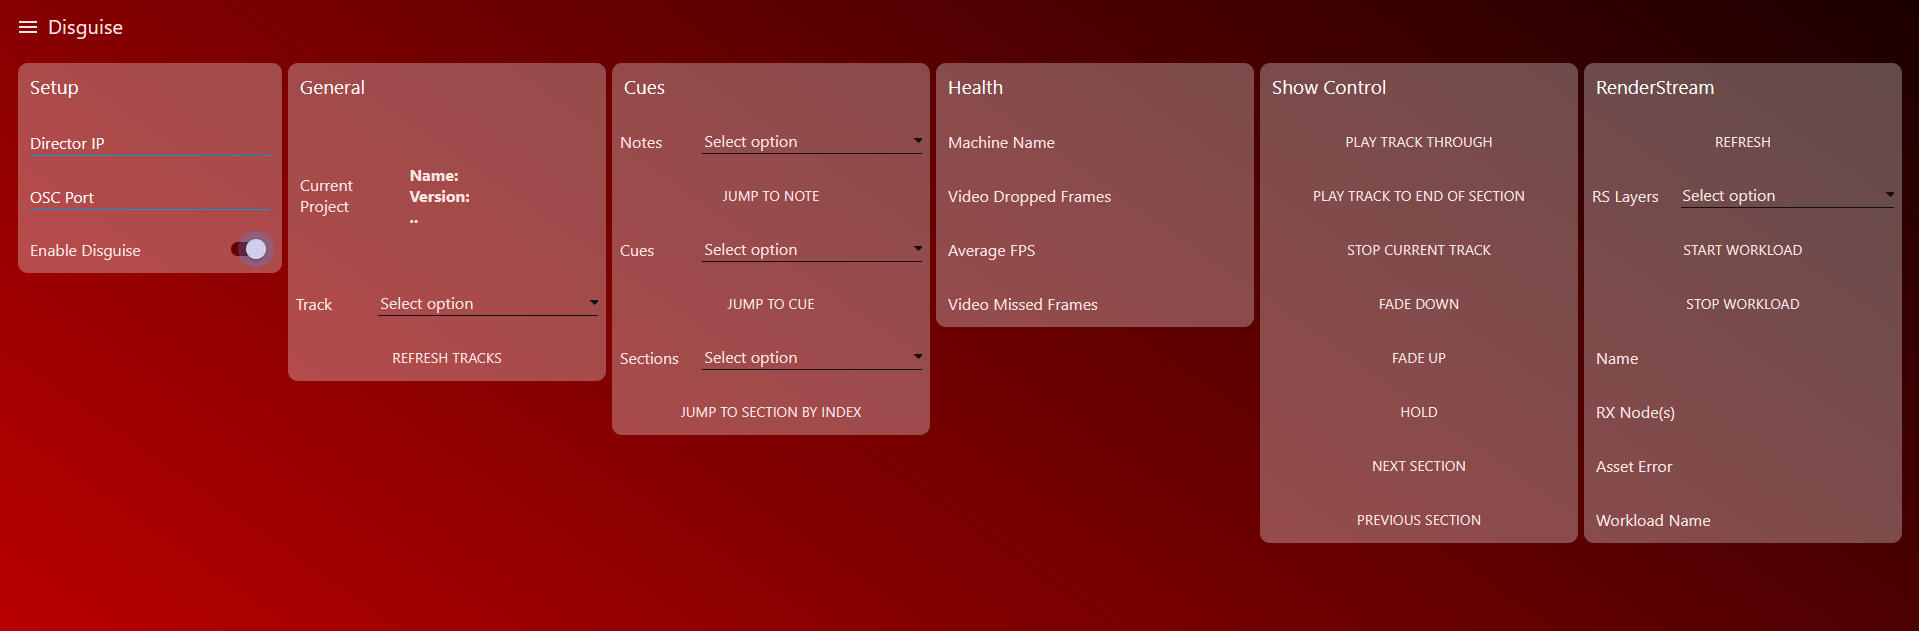 Disguise
Setup
Director IP
OSC Port
Enable Disguise
General
Current
Project
Name:
Version:
..
Track
Select option
REFRESH TRACKS
Cues
Notes
Select option
JUMP TO NOTE
Cues
Select option
JUMP TO CUE
Sections
Select option
JUMP TO SECTION BY INDEX
Health
Machine Name
Video Dropped Frames
Average FPS
Video Missed Frames
Show Control
PLAY TRACK THROUGH
PLAY TRACK TO END OF SECTION
STOP CURRENT TRACK
FADE DOWN
FADE UP
HOLD
NEXT SECTION
PREVIOUS SECTION
RenderStream
REFRESH
RS Layers
Select option
START WORKLOAD
STOP WORKLOAD
Name
RX Node(s)
Asset Error
Workload Name